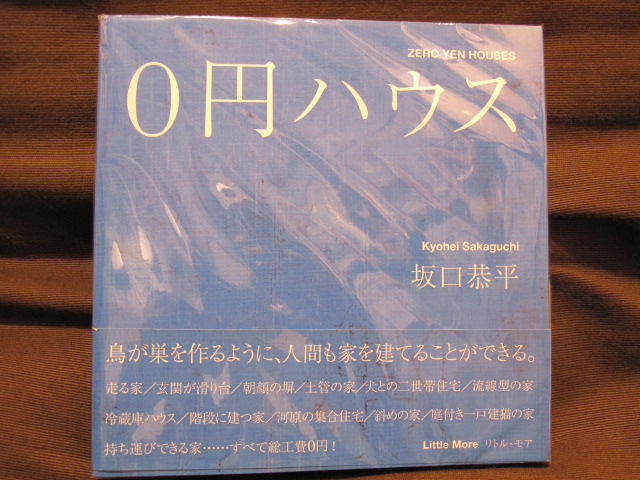 ZERO YEN HOUSES
0円ハウス
Kyohei Sakaguchi
坂口恭平
鳥が巣を作るように、人間も家を建てることができる。
走る家／玄関が滑り台／朝顔の塀／土管の家／犬との二世帯住宅／流線型の家
冷蔵庫ハウス／階段に建つ家／河原の集合住宅／斜めの家／庭付き一戸建猫の家
持ち運びできる家……すべて総工費0円！
Little More リトル・モア